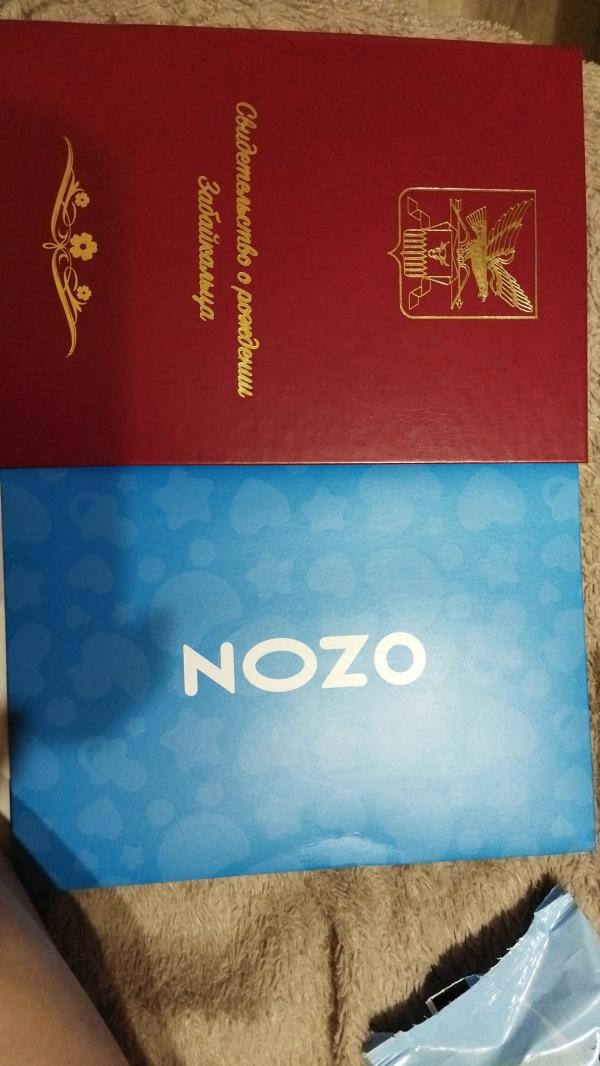 Свидетельство о рождении
Забайкальца
OZON